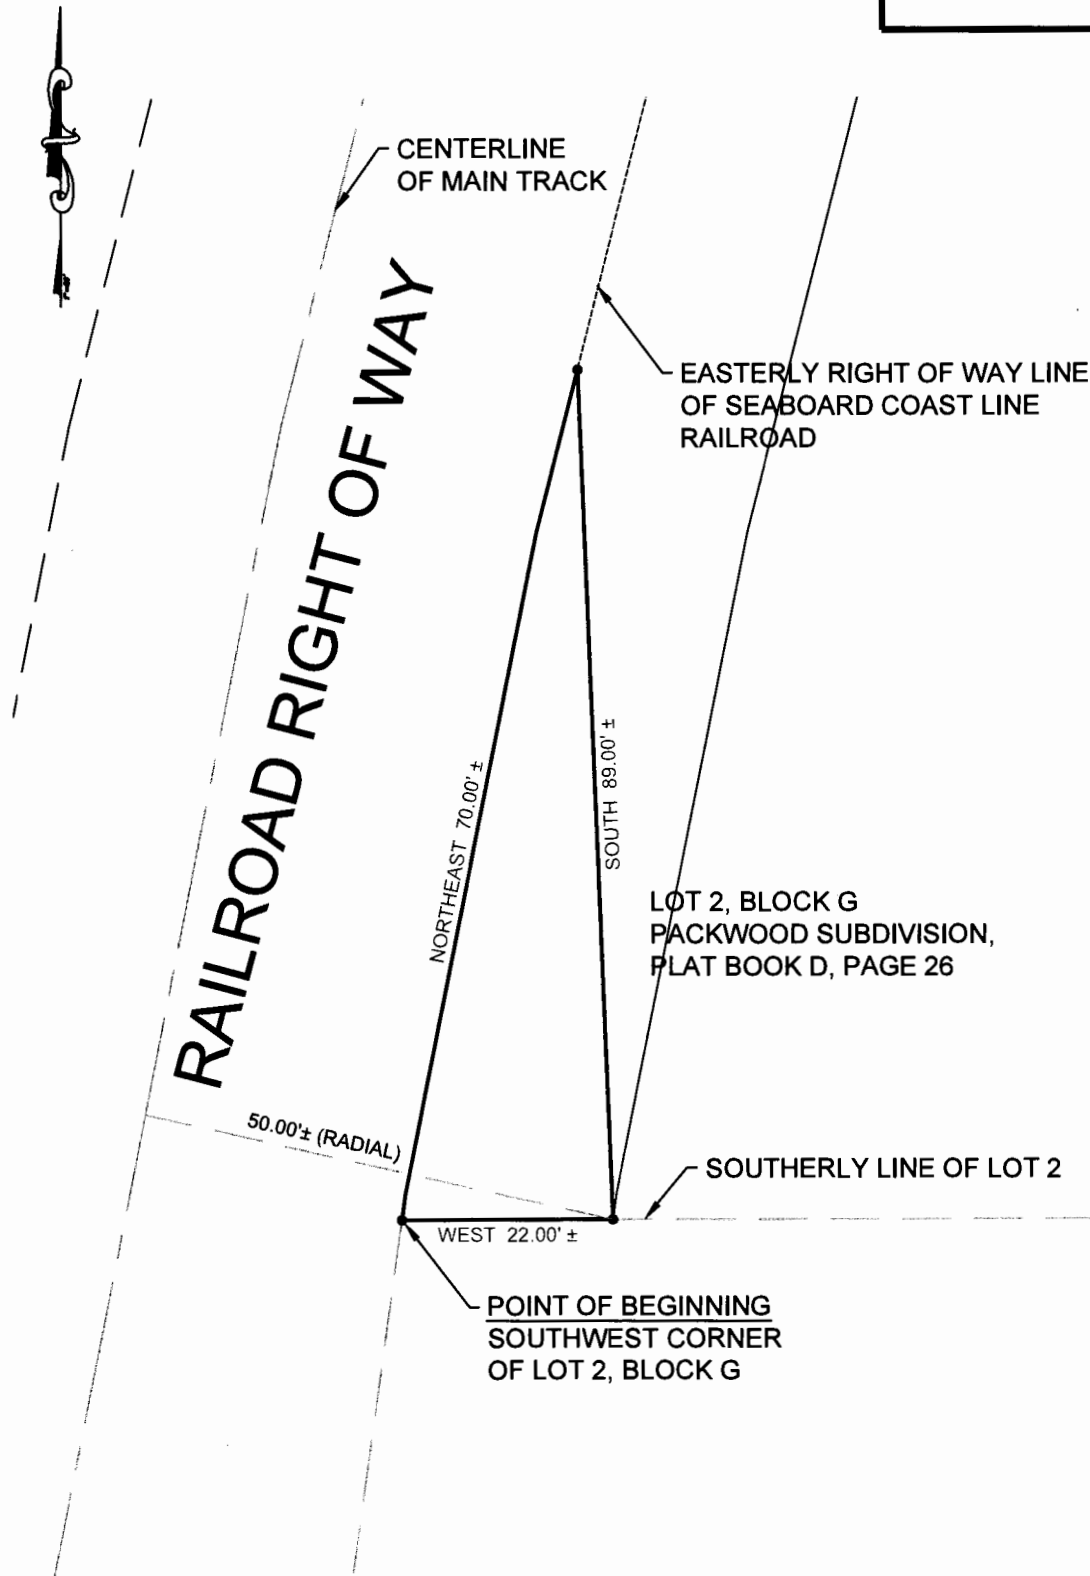 CENTERLINE
OF MAIN TRACK
RAILROAD RIGHT OF WAY
EASTERLY RIGHT OF WAY LINE
OF SEABOARD COAST LINE
RAILROAD
NORTHEAST 70.00' ±
SOUTH 89.00' ±
LOT 2, BLOCK G
PACKWOOD SUBDIVISION,
PLAT BOOK D, PAGE 26
50.00'± (RADIAL)
SOUTHERLY LINE OF LOT 2
WEST 22.00' ±
POINT OF BEGINNING
SOUTHWEST CORNER
OF LOT 2, BLOCK G